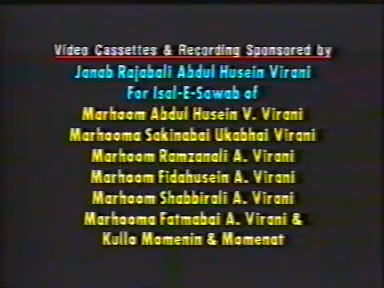 Video Cassettes & Recording Sponsored by
Janab Rajabali Abdul Husein Virani
For Isal-E-Sawab of
Marhoom Abdul Husein V. Virani
Marhooma Sakinabai Ukabhai Virani
Marhoom Ramzanali A. Virani
Marhoom Fidahusein A. Virani
Marhoom Shabbirali A. Virani
Marhooma Fatmabai A. Virani &
Kullo Momenin & Momenat